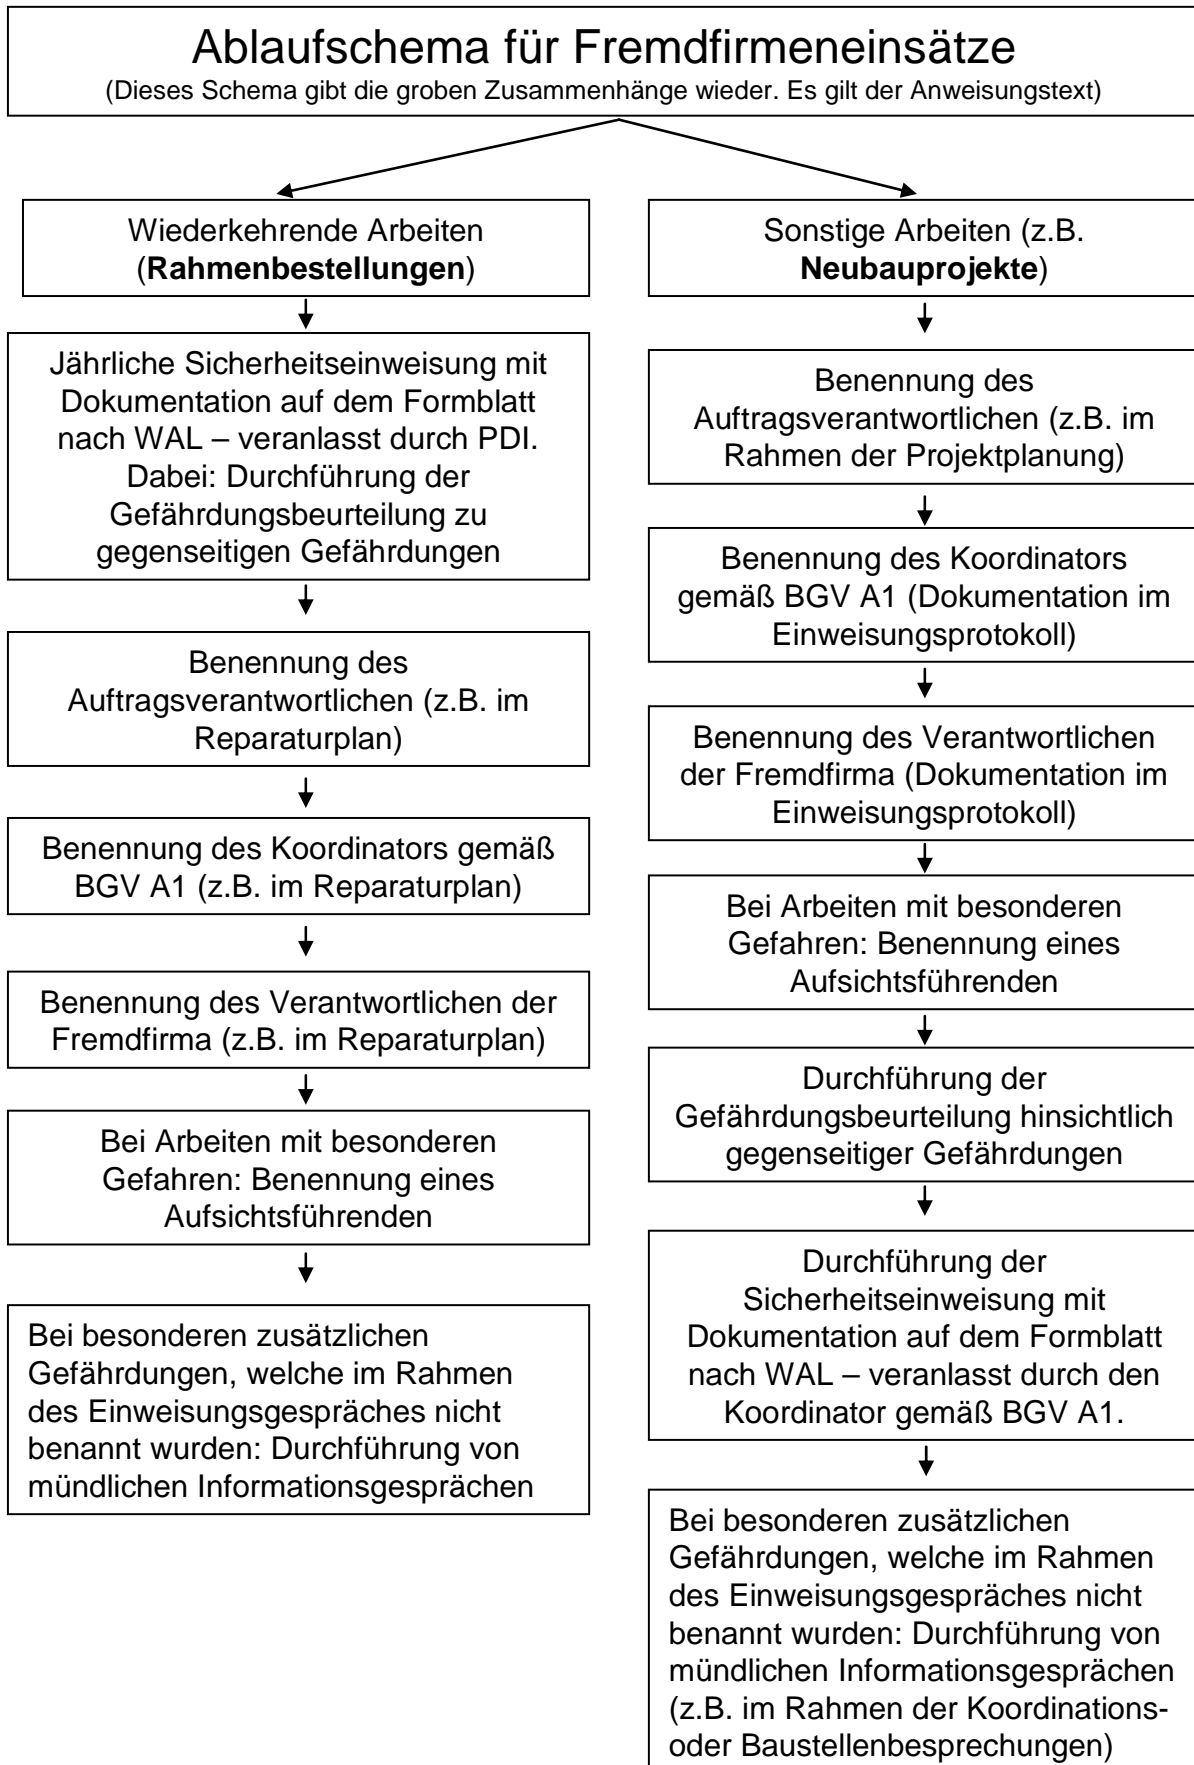 Ablaufschema für Fremdfirmeneinsätze
(Dieses Schema gibt die groben Zusammenhänge wieder. Es gilt der Anweisungstext)
Wiederkehrende Arbeiten
(Rahmenbestellungen)
Jährliche Sicherheitseinweisung mit
Dokumentation auf dem Formblatt
nach WAL – veranlasst durch PDI.
Dabei: Durchführung der
Gefährdungsbeurteilung zu
gegenseitigen Gefährdungen
Benennung des
Auftragsverantwortlichen (z.B. im
Reparaturplan)
Benennung des Koordinators gemäß
BGV A1 (z.B. im Reparaturplan)
Benennung des Verantwortlichen der
Fremdfirma (z.B. im Reparaturplan)
Bei Arbeiten mit besonderen
Gefahren: Benennung eines
Aufsichtsführenden
Bei besonderen zusätzlichen
Gefährdungen, welche im Rahmen
des Einweisungsgespräches nicht
benannt wurden: Durchführung von
mündlichen Informationsgesprächen
Sonstige Arbeiten (z.B.
Neubauprojekte)
Benennung des
Auftragsverantwortlichen (z.B. im
Rahmen der Projektplanung)
Benennung des Koordinators
gemäß BGV A1 (Dokumentation im
Einweisungsprotokoll)
Benennung des Verantwortlichen
der Fremdfirma (Dokumentation im
Einweisungsprotokoll)
Bei Arbeiten mit besonderen
Gefahren: Benennung eines
Aufsichtsführenden
Durchführung der
Gefährdungsbeurteilung hinsichtlich
gegenseitiger Gefährdungen
Durchführung der
Sicherheitseinweisung mit
Dokumentation auf dem Formblatt
nach WAL – veranlasst durch den
Koordinator gemäß BGV A1.
Bei besonderen zusätzlichen
Gefährdungen, welche im Rahmen
des Einweisungsgespräches nicht
benannt wurden: Durchführung von
mündlichen Informationsgesprächen
(z.B. im Rahmen der Koordinations-
oder Baustellenbesprechungen)